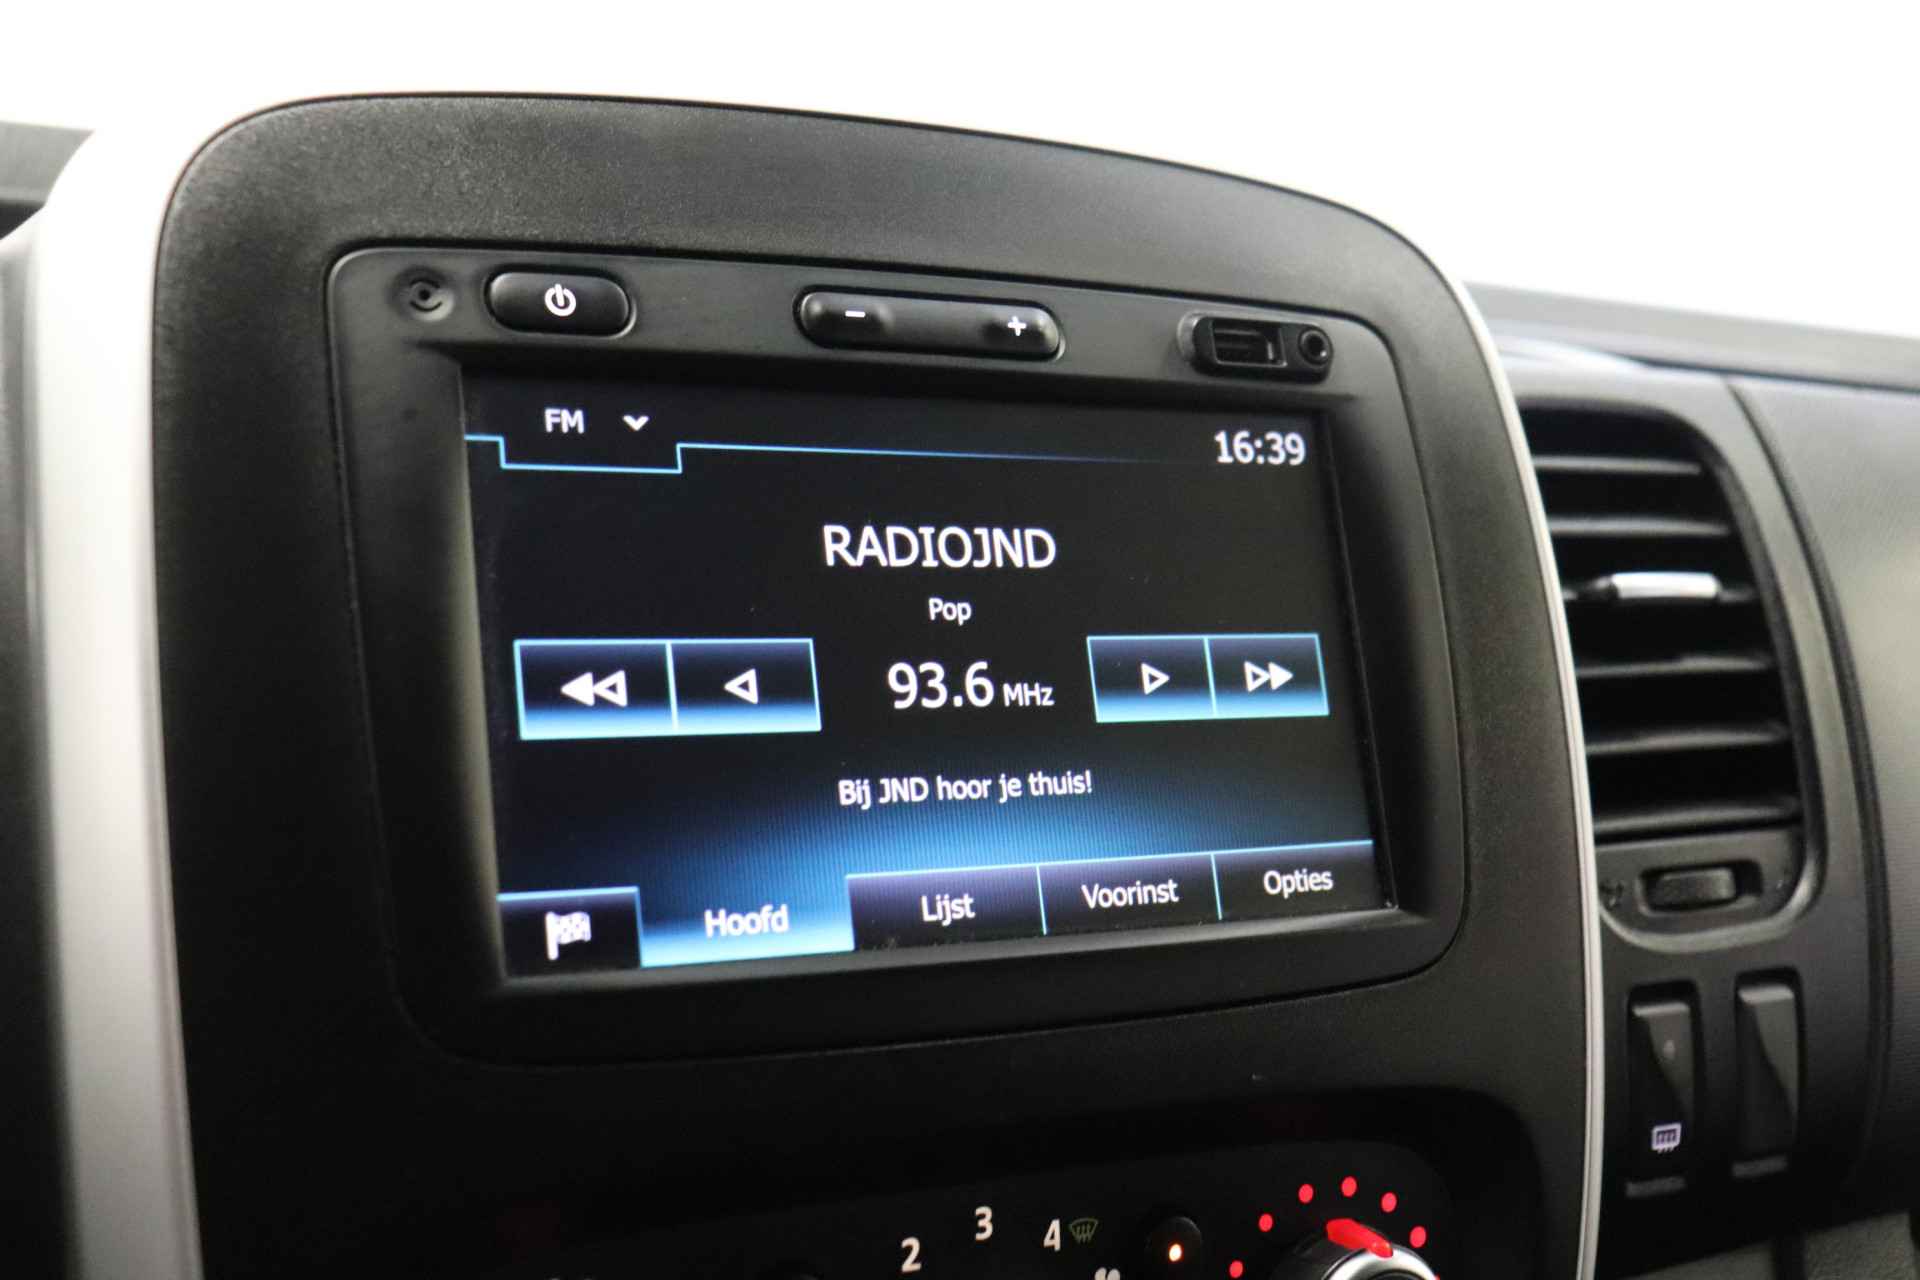 FM
16:39
RADIOJND
Pop
93.6 MHz
Bij JND hoor je thuis!
Hoofd
Lijst
Voorinst
Opties
2
3
4